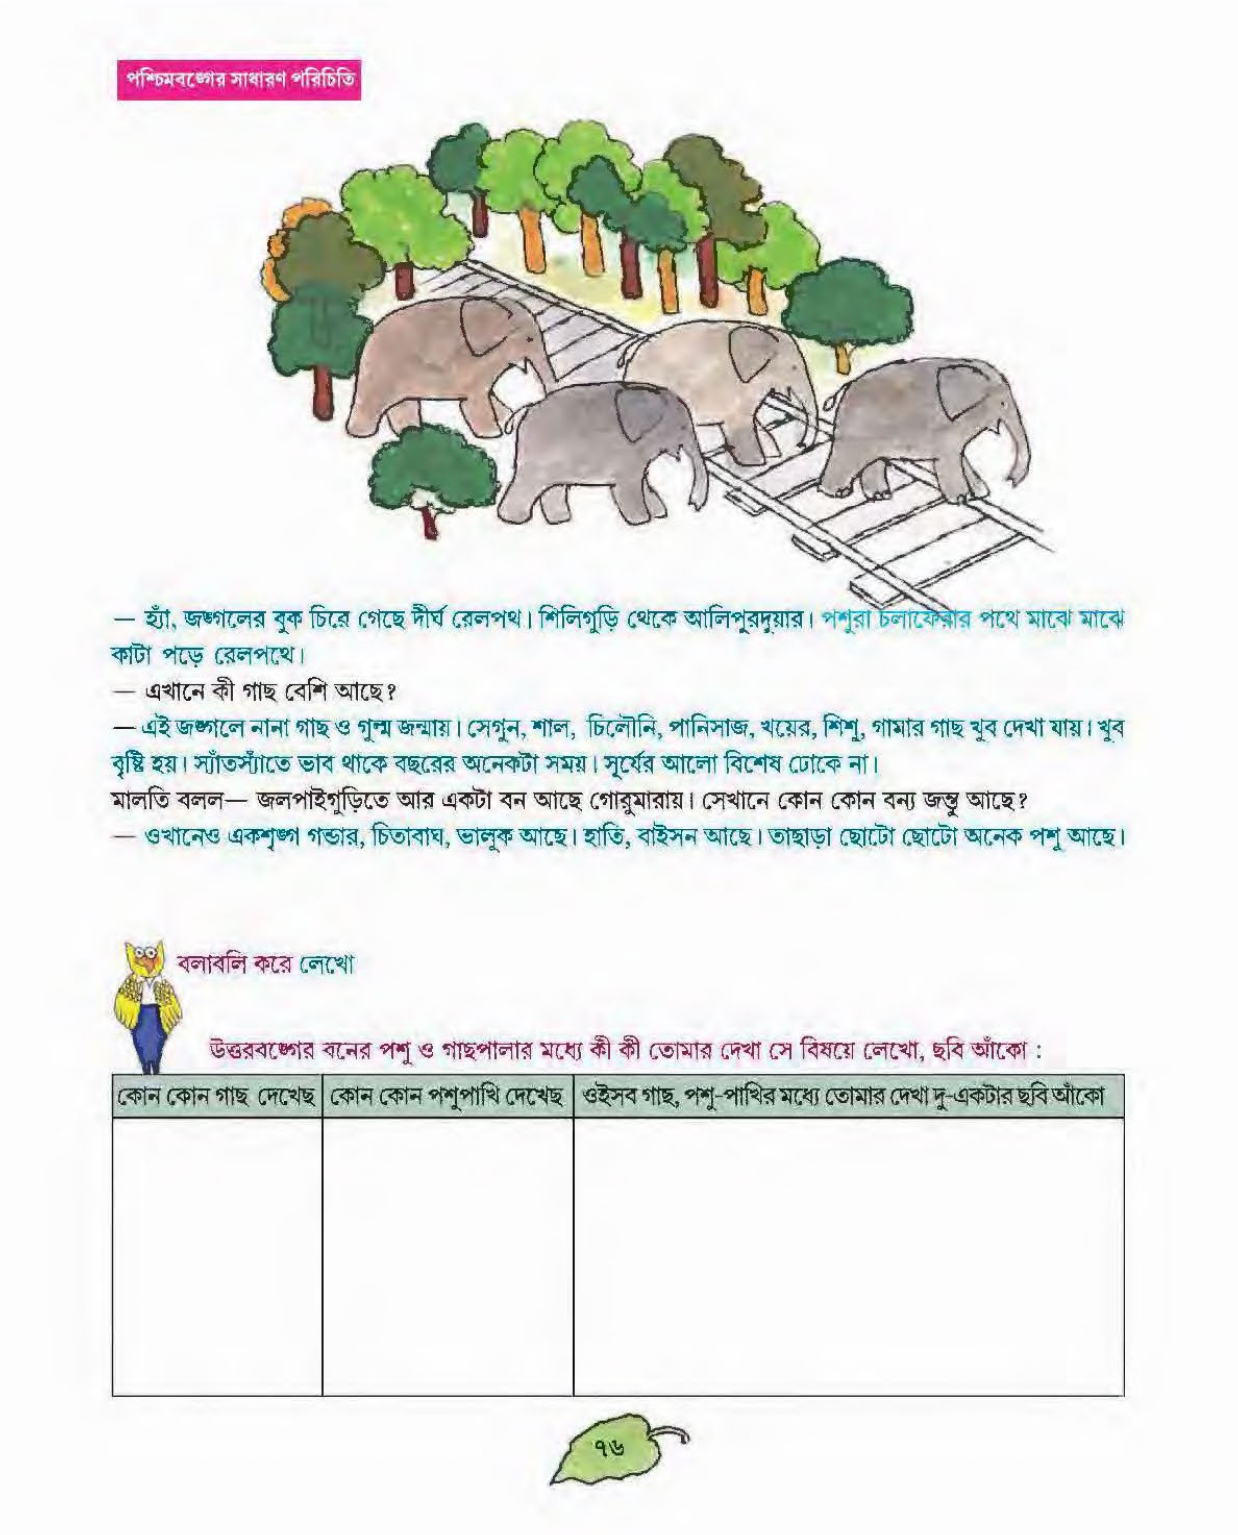 পশ্চিমবঙ্গের সাধারণ পরিচিতি
— হ্যাঁ, জঙ্গলের বুক চিরে গেছে দীর্ঘ রেলপথ। শিলিগুড়ি থেকে আলিপুরদুয়ার। পশুরা চলাফেরার পথে মাঝে মাঝে
কাটা পড়ে রেলপথে।
— এখানে কী গাছ বেশি আছে?
— এই জঙ্গলে নানা গাছ ও গুল্ম জন্মায়। সেগুন, শাল, চিলৌনি, পানিসাজ, খয়ের, শিশু, গামার গাছ খুব দেখা যায়। খুব
বৃষ্টি হয়। স্যাঁতস্যাঁতে ভাব থাকে বছরের অনেকটা সময়। সূর্যের আলো বিশেষ ঢোকে না।
মালতি বলল— জলপাইগুড়িতে আর একটা বন আছে গোরুমারায়। সেখানে কোন কোন বন্য জন্তু আছে?
— ওখানেও একশৃঙ্গ গন্ডার, চিতাবাঘ, ভালুক আছে। হাতি, বাইসন আছে। তাছাড়া ছোটো ছোটো অনেক পশু আছে।
বলাবলি করে লেখো
উত্তরবঙ্গের বনের পশু ও গাছপালার মধ্যে কী কী তোমার দেখা সে বিষয়ে লেখো, ছবি আঁকো :
কোন কোন গাছ দেখেছ কোন কোন পশুপাখি দেখেছ ওইসব গাছ, পশু-পাখির মধ্যে তোমার দেখা দু-একটার ছবি আঁকো
৭৬